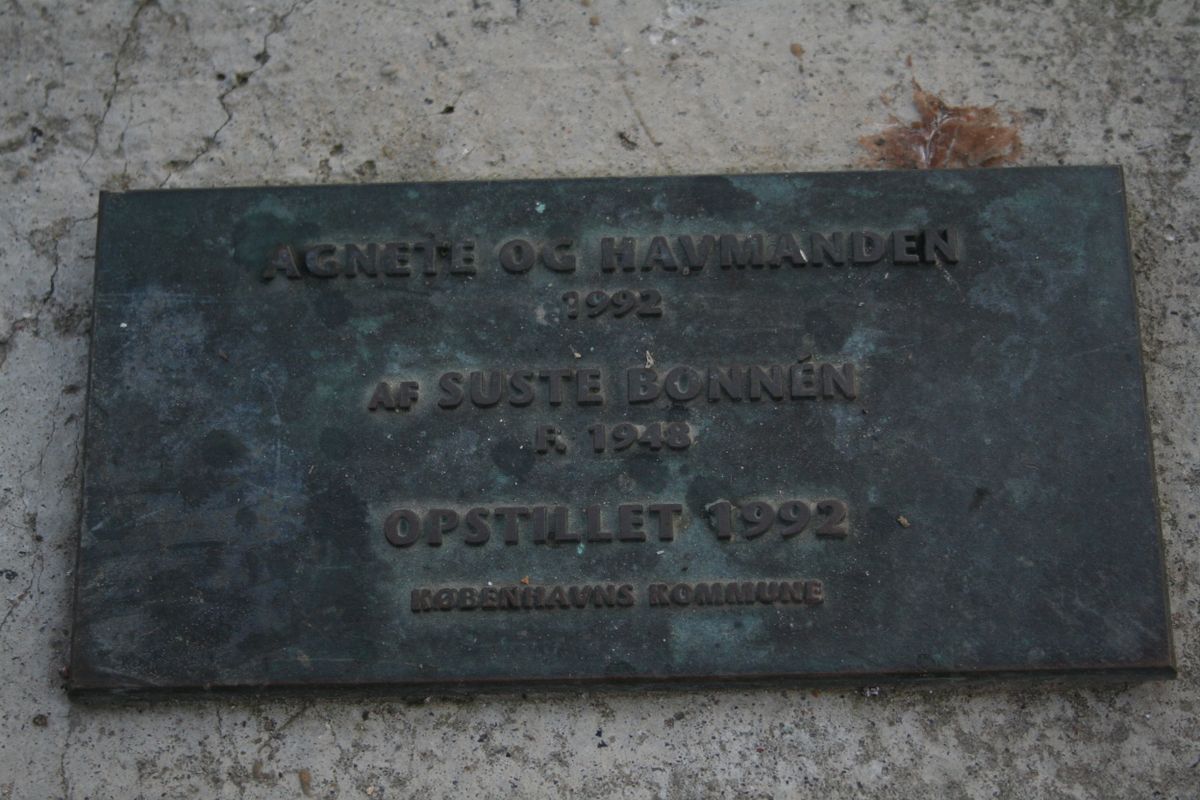 AGNETE OG HAVMANDEN
1992
AF SUSTE BONNÉN
F. 1948
OPSTILLET 1992
KØBENHAVNS KOMMUNE